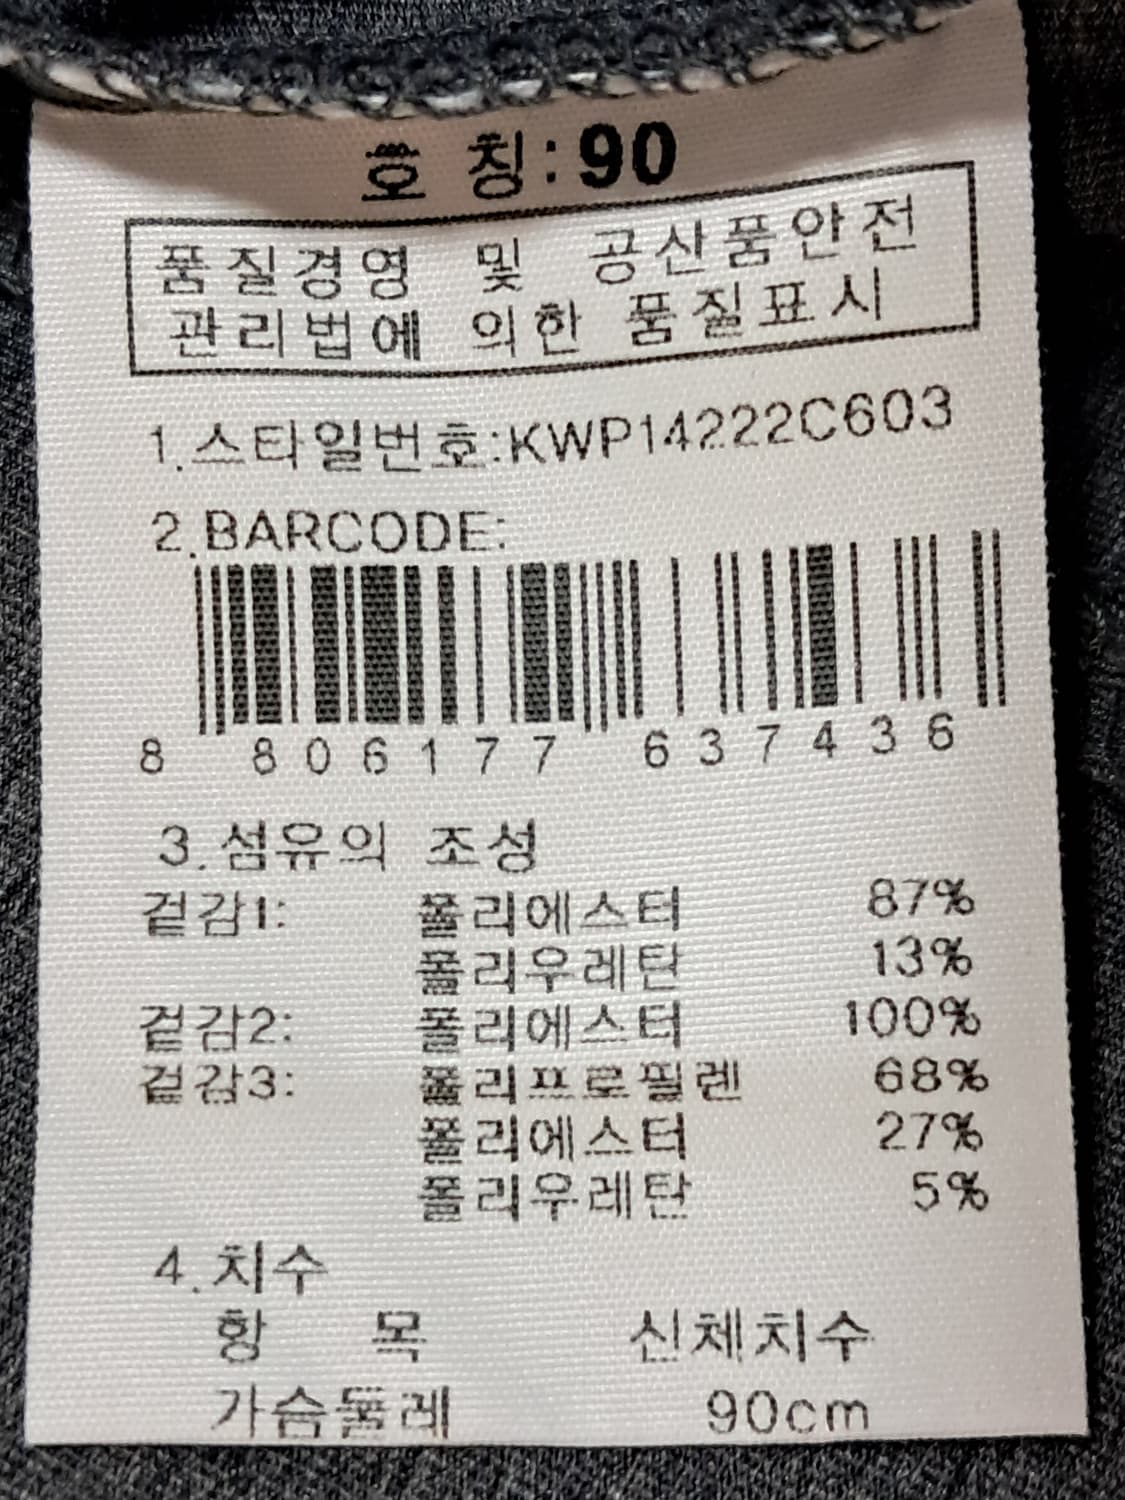 호 칭:90
품질경영 및 공산품안전
관리법에 의한 품질표시
1.스타일번호:KWP14222C603
2.BARCODE:
8 806177 637436
3.섬유의 조성
겉감1: 폴리에스터 87%
폴리우레탄 13%
겉감2: 폴리에스터 100%
겉감3: 폴리프로필렌 68%
폴리에스터 27%
폴리우레탄 5%
4.치수
항 목 신체치수
가슴둘레 90cm